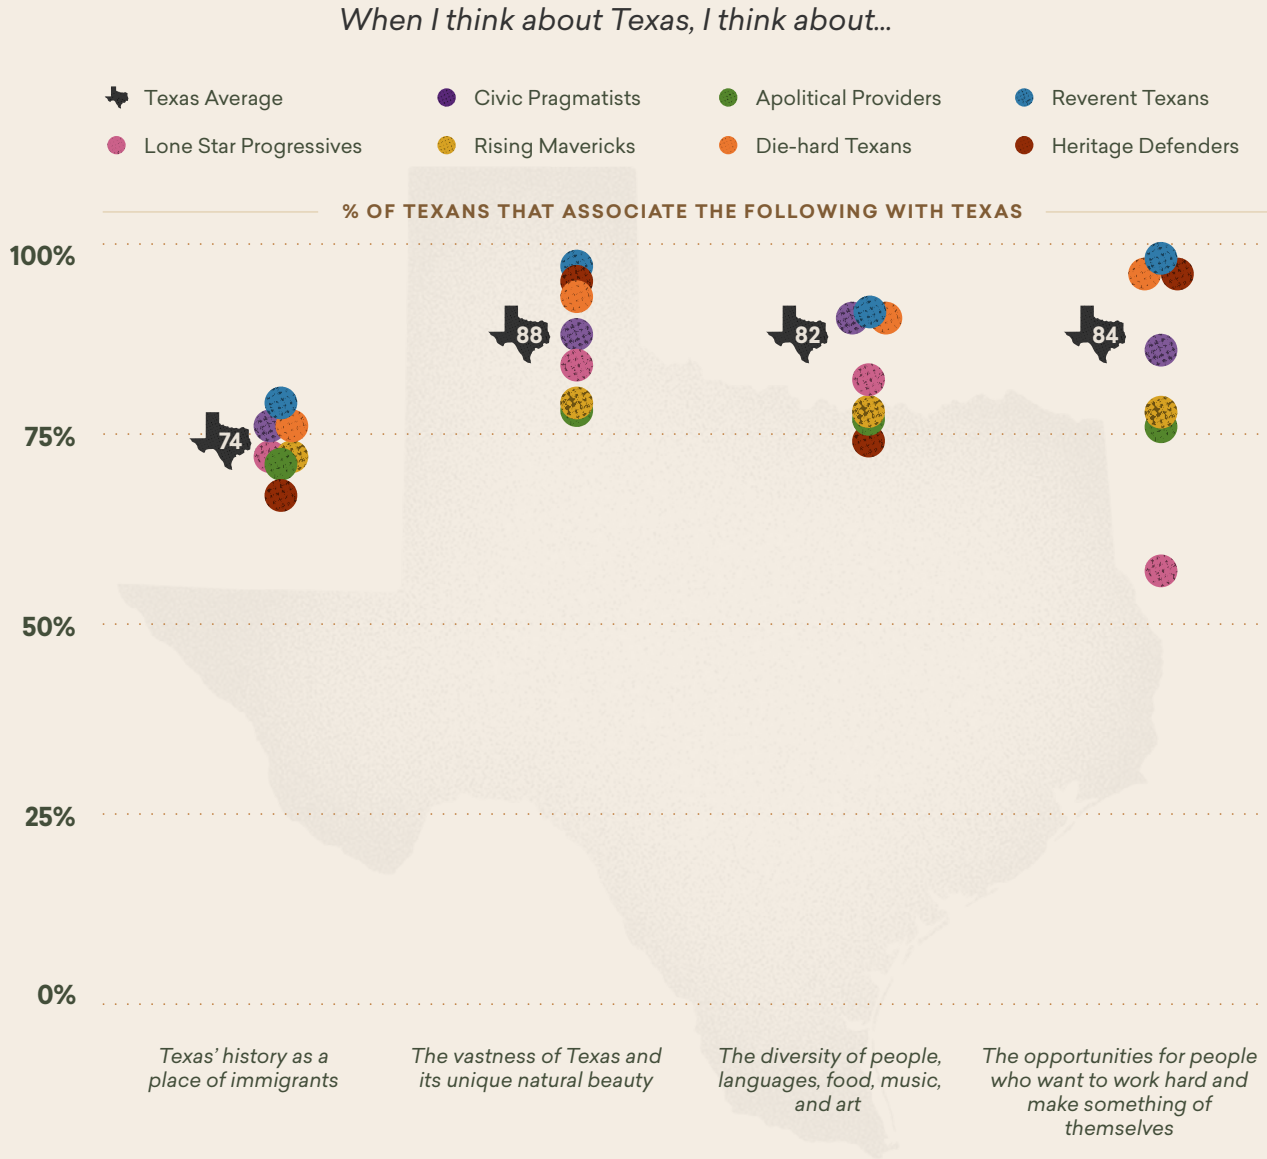 When I think about Texas, I think about...
Texas Average
Civic Pragmatists
Apolitical Providers
Reverent Texans
Lone Star Progressives
Rising Mavericks
Die-hard Texans
Heritage Defenders
% OF TEXANS THAT ASSOCIATE THE FOLLOWING WITH TEXAS
100%
88
82
84
75%
74
50%
25%
0%
Texas’ history as a
place of immigrants
The vastness of Texas and
its unique natural beauty
The diversity of people,
languages, food, music,
and art
The opportunities for people
who want to work hard and
make something of
themselves